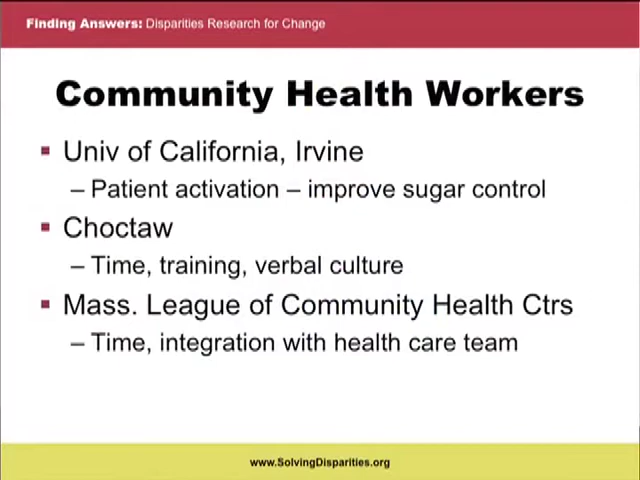 Finding Answers: Disparities Research for Change
Community Health Workers
▪ Univ of California, Irvine
– Patient activation – improve sugar control
▪ Choctaw
– Time, training, verbal culture
▪ Mass. League of Community Health Ctrs
– Time, integration with health care team
www.SolvingDisparities.org